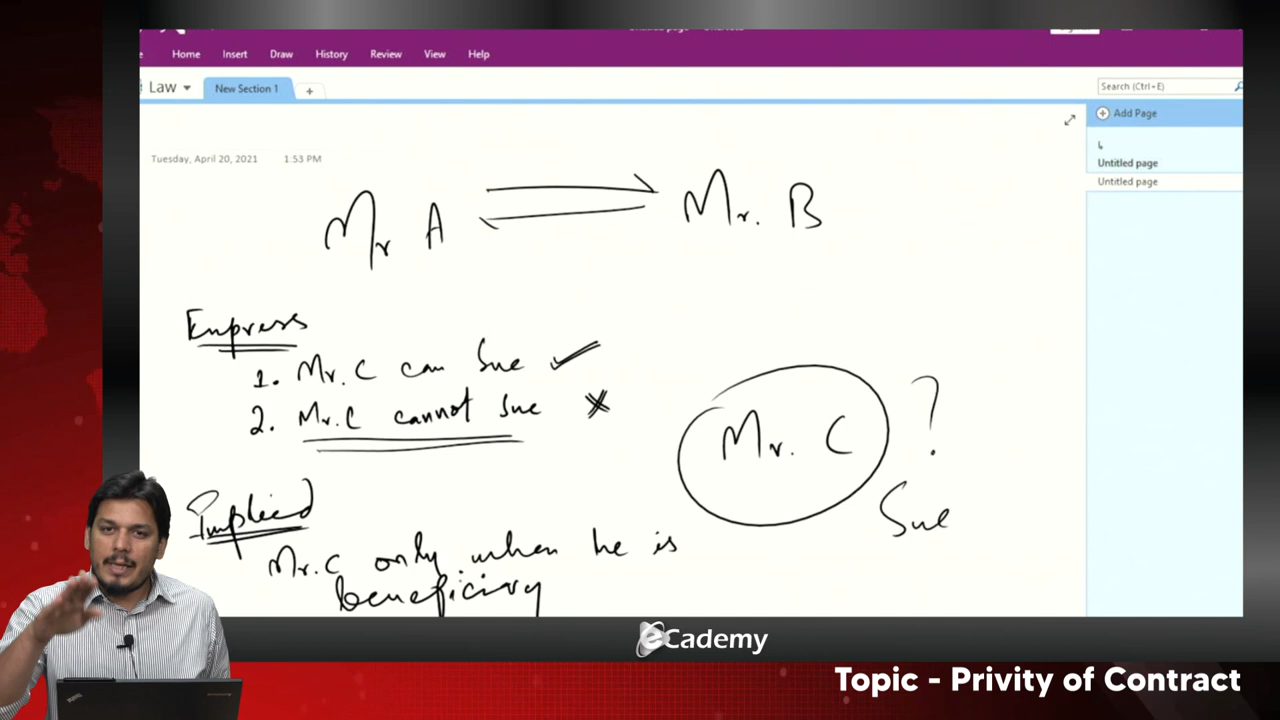 Home Insert Draw History Review View Help
Law New Section 1 +
Search (Ctrl+E)
Add Page
Untitled page
Untitled page
Tuesday, April 20, 2021 1:53 PM
Mr A Mr. B
Express
1. Mr. C can Sue ✓
2. Mr. C cannot Sue ✗
Mr. C ?
Sue
Implied
Mr. C only when he is
beneficiary
eCademy
Topic - Privity of Contract